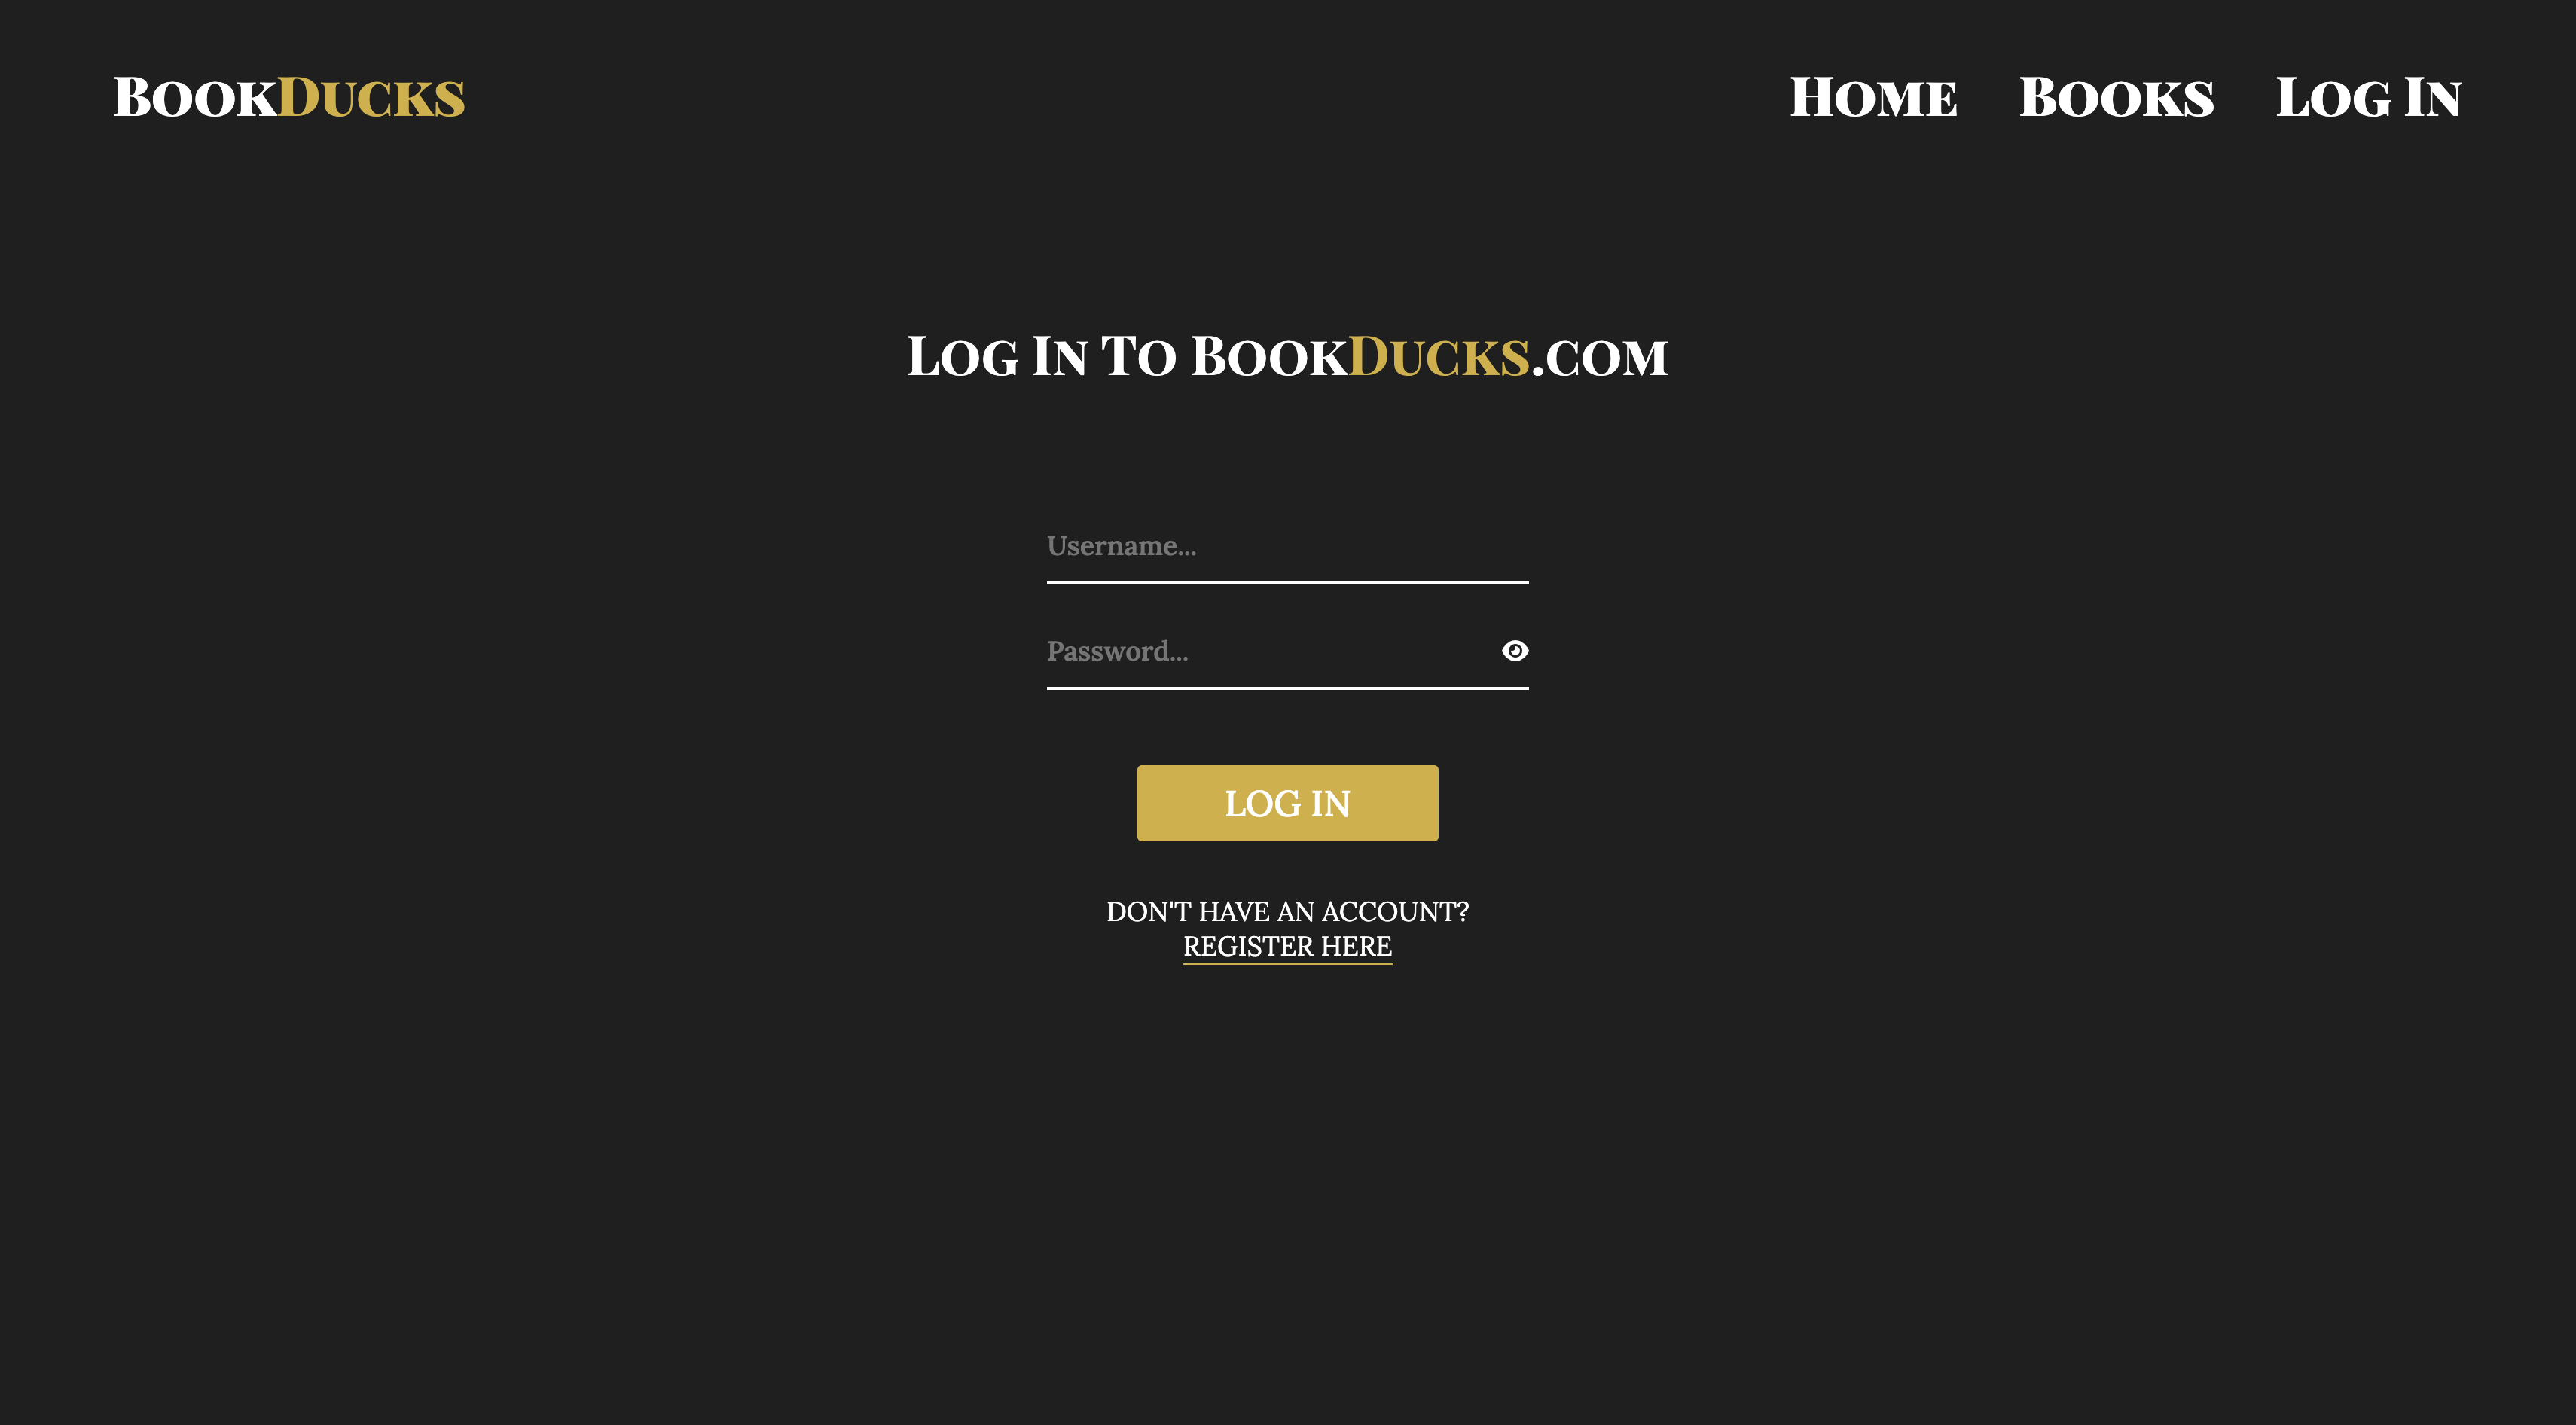 BookDucks
Home Books Log In
Log In To BookDucks.com
Username...
Password...
LOG IN
DON'T HAVE AN ACCOUNT?
REGISTER HERE